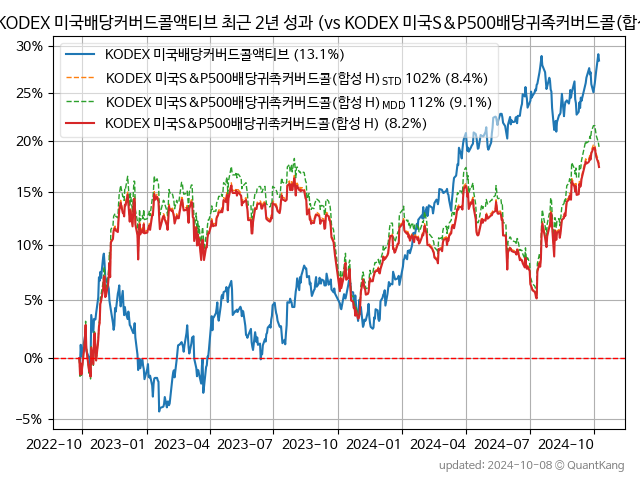 KODEX 미국배당커버드콜액티브 최근 2년 성과 (vs KODEX 미국S&P500배당귀족커버드콜(합성
KODEX 미국배당커버드콜액티브 (13.1%)
KODEX 미국S&P500배당귀족커버드콜(합성 H) STD 102% (8.4%)
KODEX 미국S&P500배당귀족커버드콜(합성 H) MDD 112% (9.1%)
KODEX 미국S&P500배당귀족커버드콜(합성 H) (8.2%)
30%
25%
20%
15%
10%
5%
0%
−5%
2022-10 2023-01 2023-04 2023-07 2023-10 2024-01 2024-04 2024-07 2024-10
updated: 2024-10-08 © QuantKang